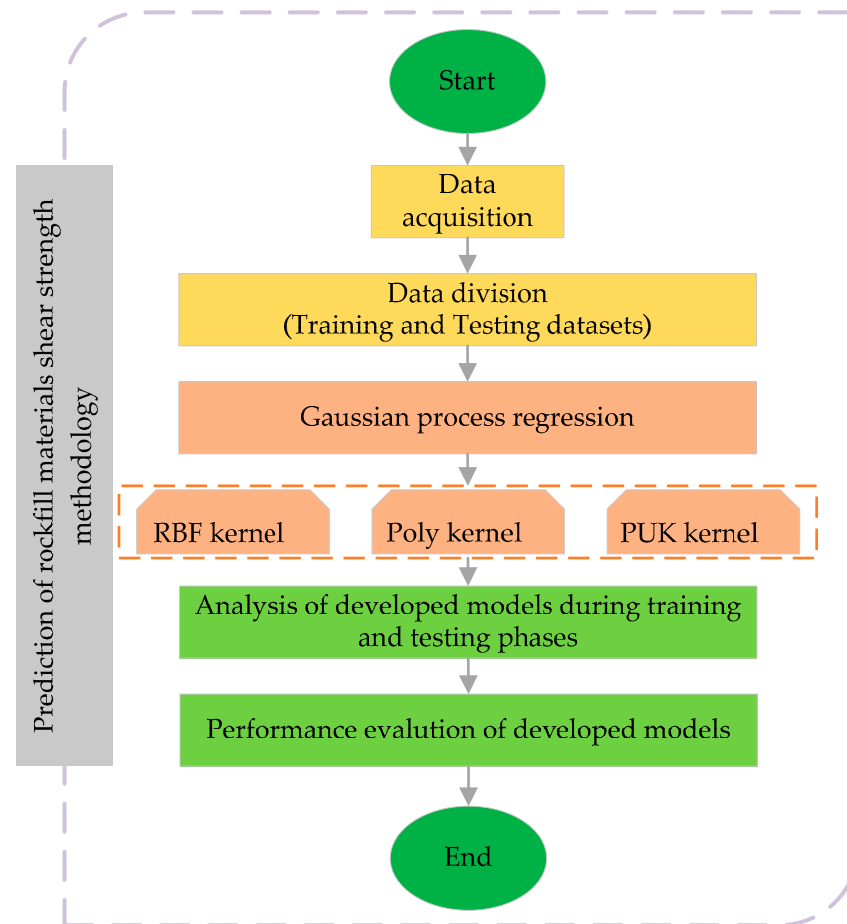 Prediction of rockfill materials shear strength
methodology
Start
Data
acquisition
Data division
(Training and Testing datasets)
Gaussian process regression
RBF kernel
Poly kernel
PUK kernel
Analysis of developed models during training
and testing phases
Performance evalution of developed models
End